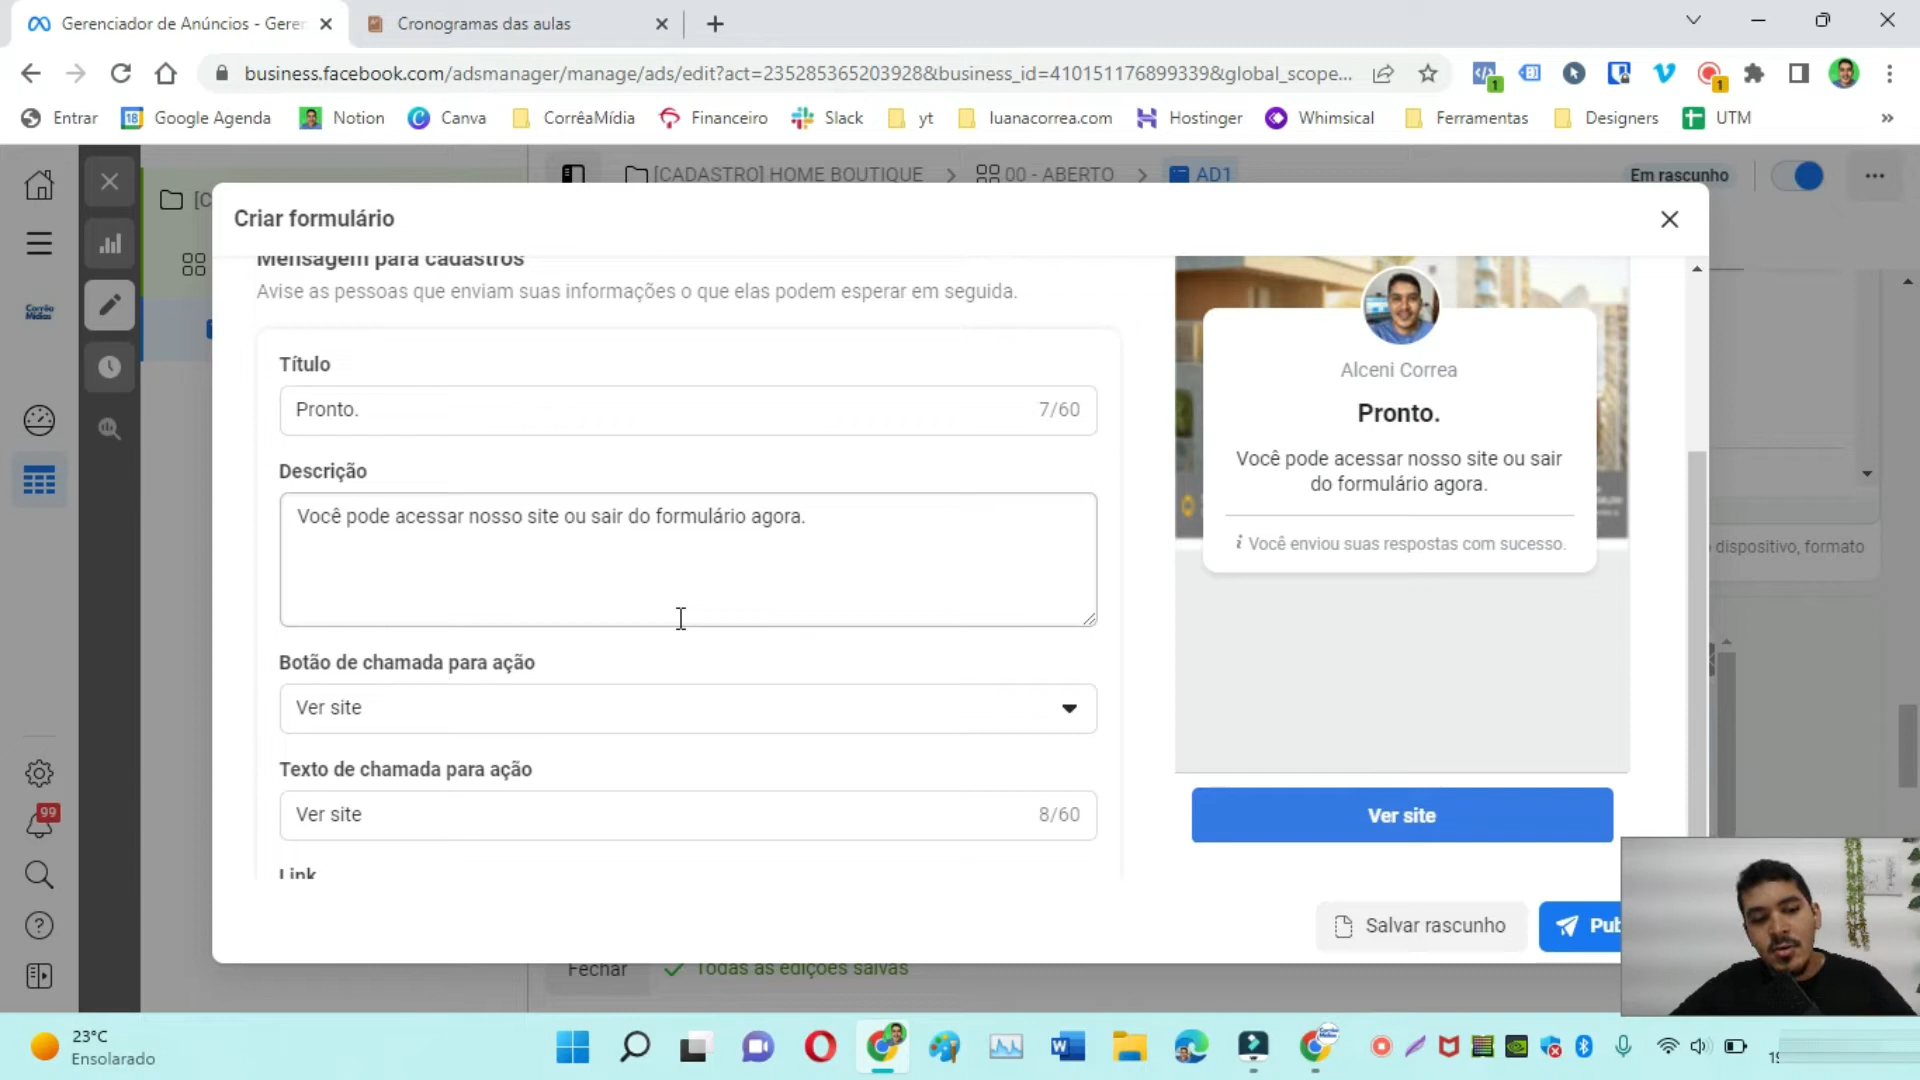 Gerenciador de Anúncios - Geren
Cronogramas das aulas
business.facebook.com/adsmanager/manage/ads/edit?act=235285365203928&business_id=410151176899339&global_scope...
1
1
Entrar
18
Google Agenda
Notion
Canva
CorrêaMídia
Financeiro
Slack
yt
luanacorrea.com
Hostinger
Whimsical
Ferramentas
Designers
UTM
»
[C
[CADASTRO] HOME BOUTIQUE
00 - ABERTO
AD1
Em rascunho
Criar formulário
Mensagem para cadastros
Avise as pessoas que enviam suas informações o que elas podem esperar em seguida.
Título
Pronto.
7/60
Descrição
Você pode acessar nosso site ou sair do formulário agora.
Botão de chamada para ação
Ver site
Texto de chamada para ação
Ver site
8/60
Link
Alceni Correa
Pronto.
Você pode acessar nosso site ou sair
do formulário agora.
Você enviou suas respostas com sucesso.
Ver site
dispositivo, formato
Salvar rascunho
Pub
Fechar
Todas as edições salvas
Corrêa
Mídias
99
23°C
Ensolarado